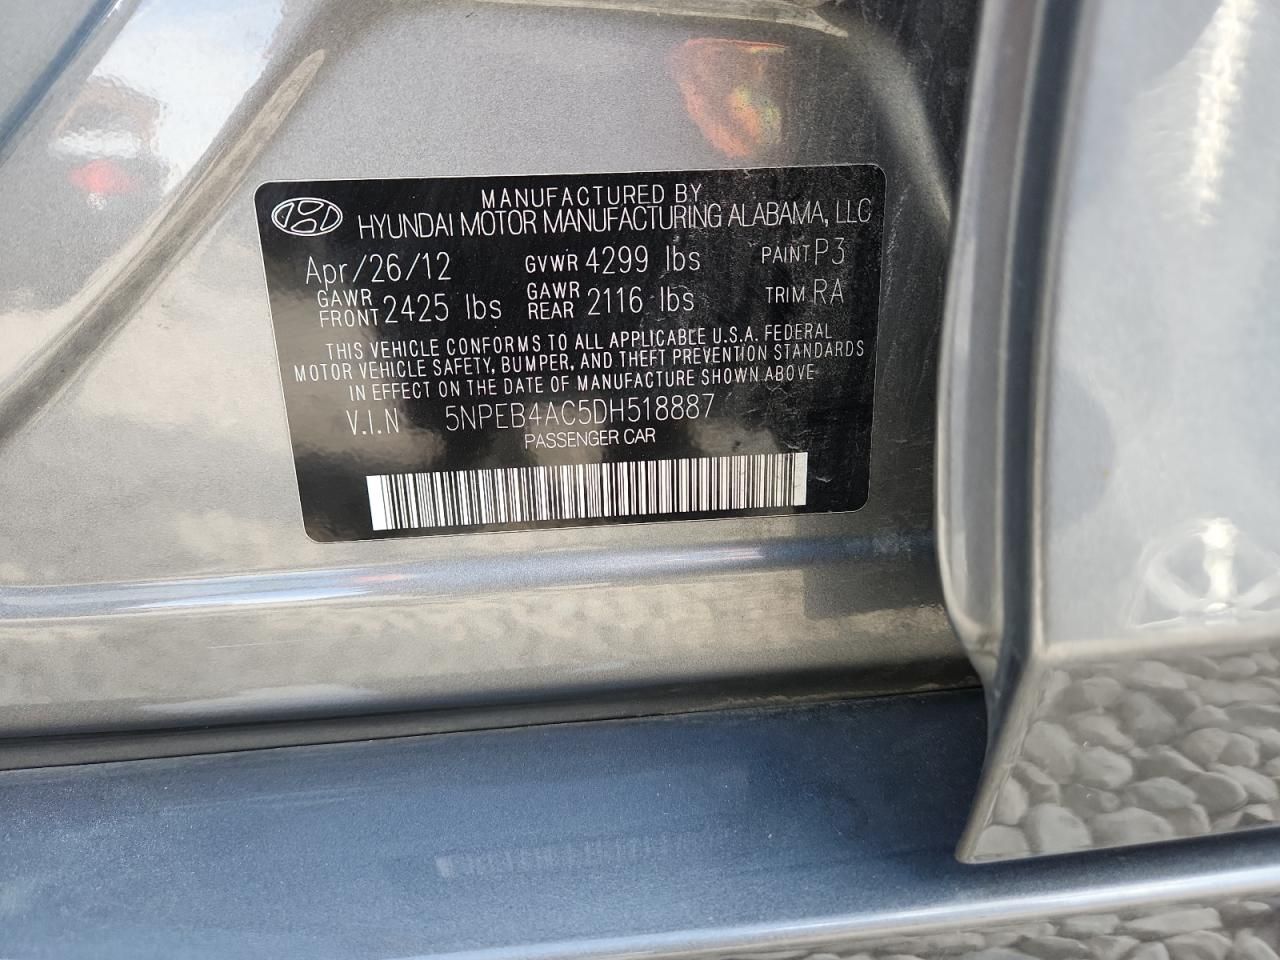 MANUFACTURED BY
HYUNDAI MOTOR MANUFACTURING ALABAMA, LLC
Apr/26/12 GVWR 4299 lbs PAINT P3
GAWR FRONT 2425 lbs GAWR REAR 2116 lbs TRIM RA
THIS VEHICLE CONFORMS TO ALL APPLICABLE U.S.A. FEDERAL
MOTOR VEHICLE SAFETY, BUMPER, AND THEFT PREVENTION STANDARDS
IN EFFECT ON THE DATE OF MANUFACTURE SHOWN ABOVE
V.I.N 5NPEB4AC5DH518887
PASSENGER CAR